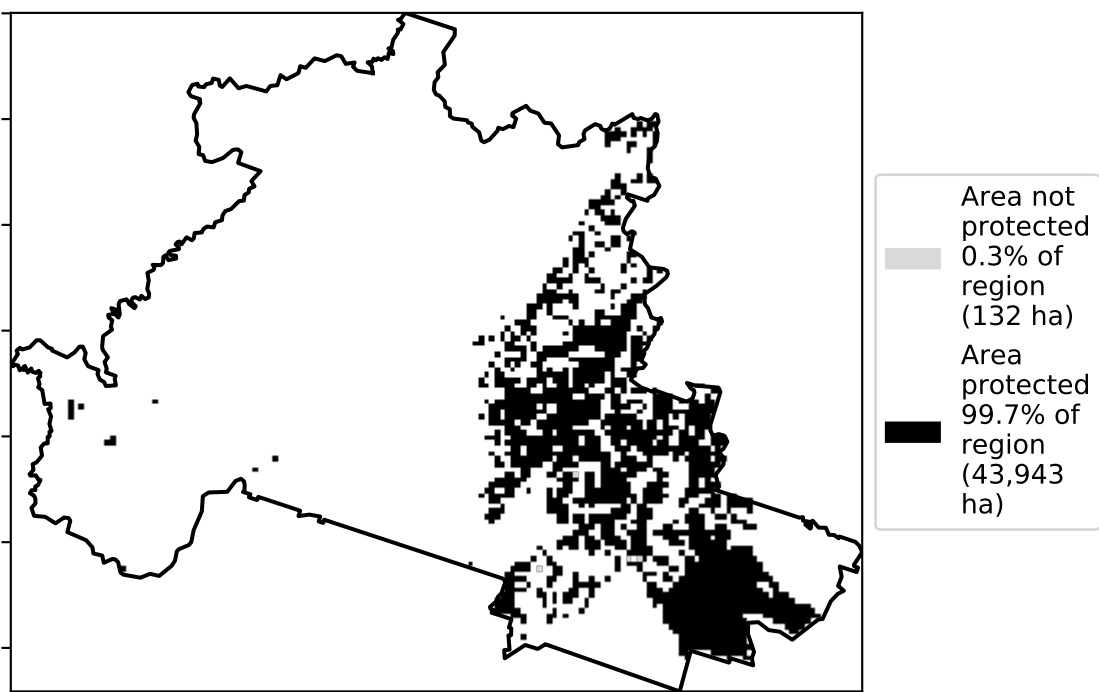 Area not
protected
0.3% of
region
(132 ha)
Area
protected
99.7% of
region
(43,943
ha)